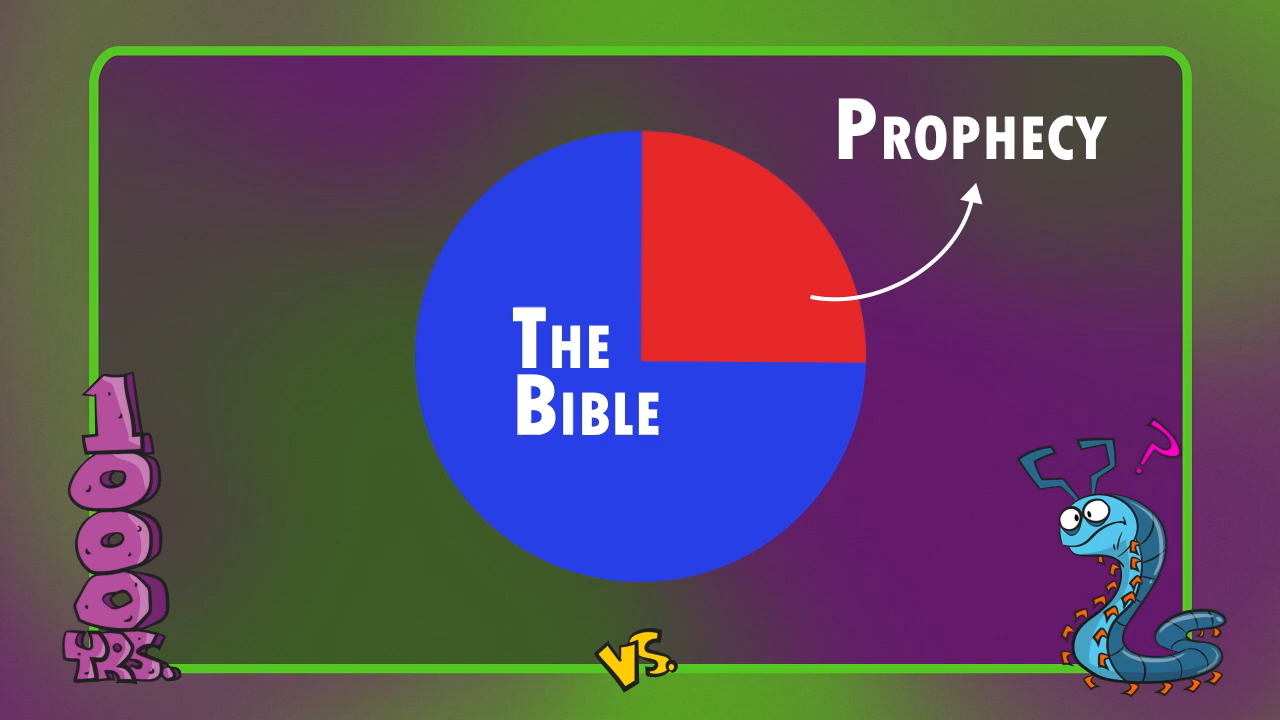 PROPHECY
THE
BIBLE
1000
YRS.
VS.
?